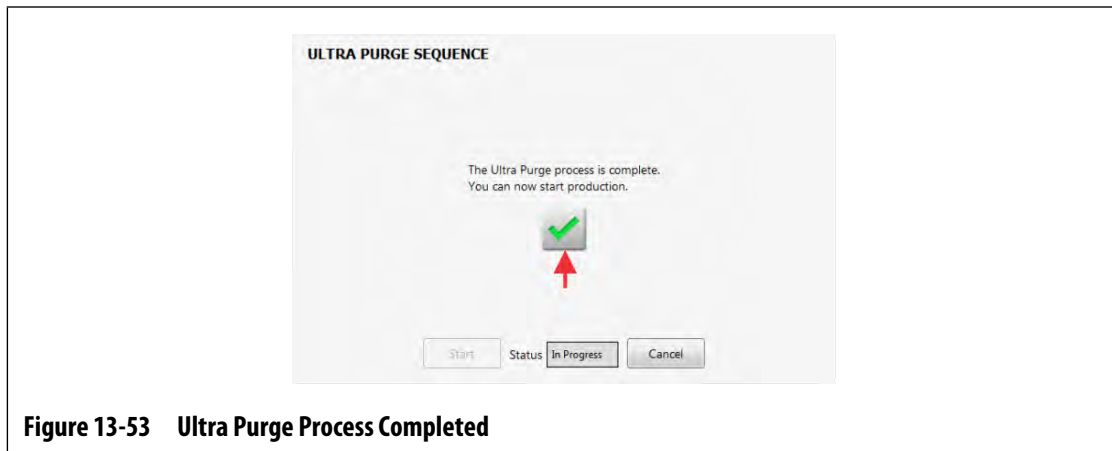 ULTRA PURGE SEQUENCE
The Ultra Purge process is complete.
You can now start production.
Start Status In Progress Cancel
Figure 13-53 Ultra Purge Process Completed